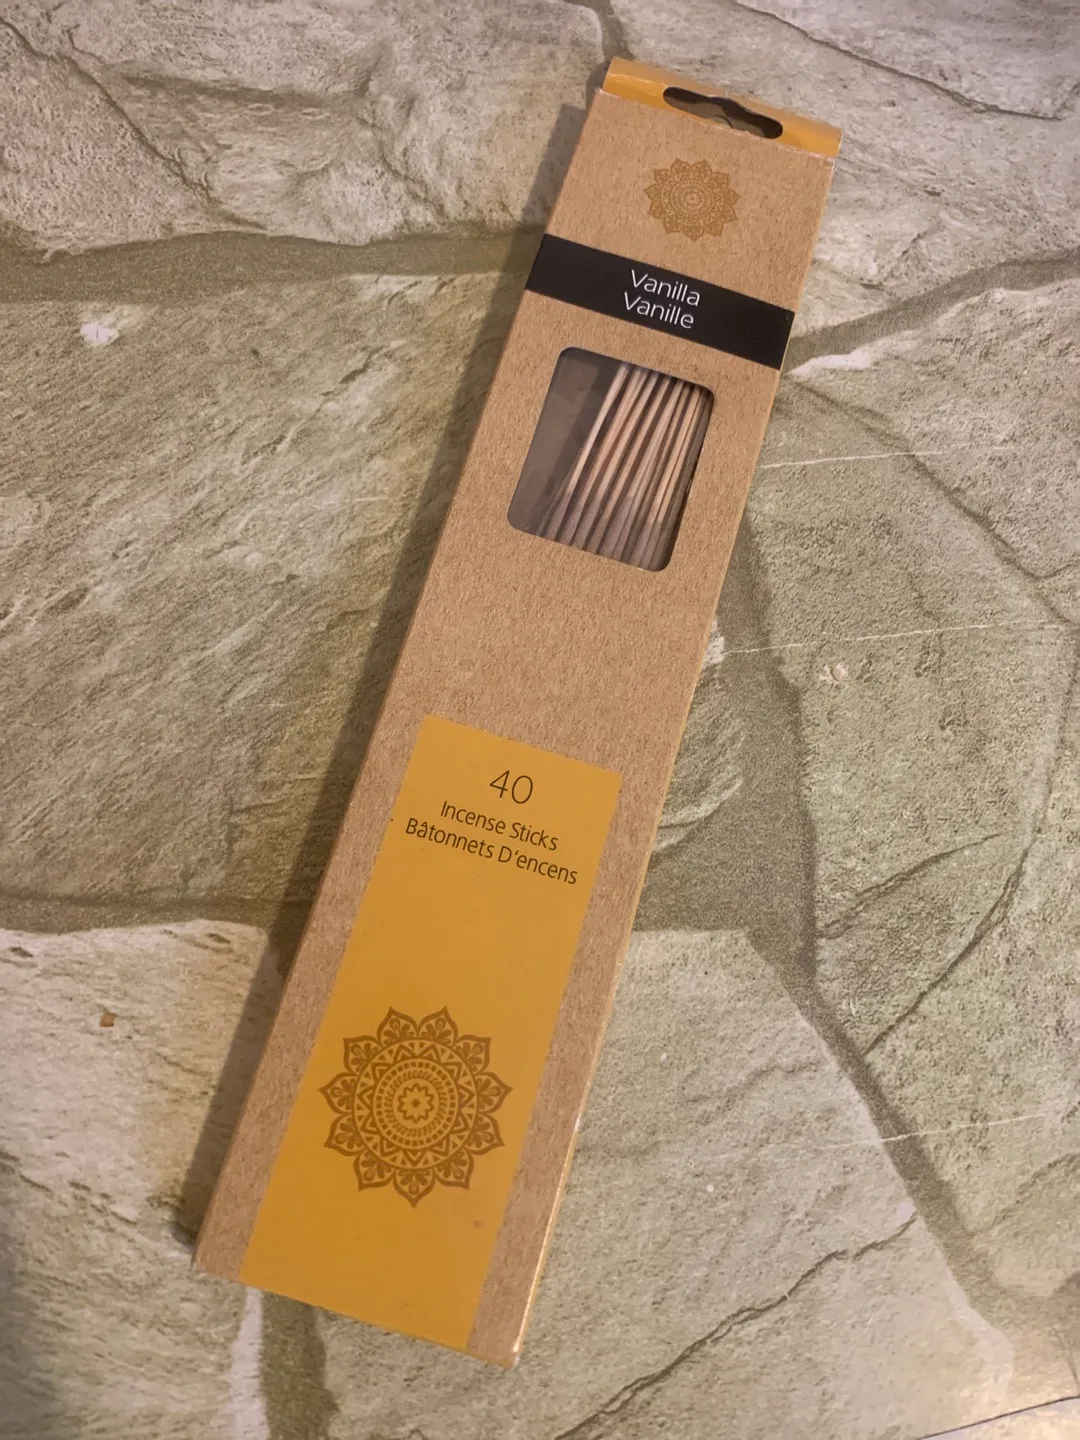 Vanilla
Vanille
40
Incense Sticks
Bâtonnets D'encens